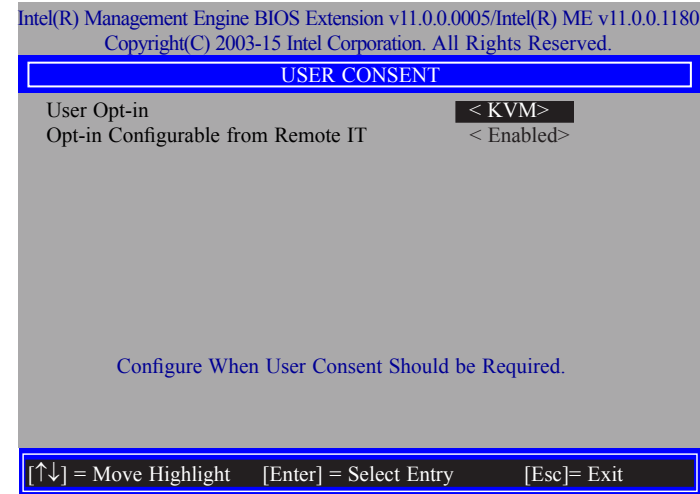 Intel(R) Management Engine BIOS Extension v11.0.0.0005/Intel(R) ME v11.0.0.1180
Copyright(C) 2003-15 Intel Corporation. All Rights Reserved.
USER CONSENT
User Opt-in < KVM>
Opt-in Configurable from Remote IT < Enabled>
Configure When User Consent Should be Required.
[↑↓] = Move Highlight [Enter] = Select Entry [Esc]= Exit